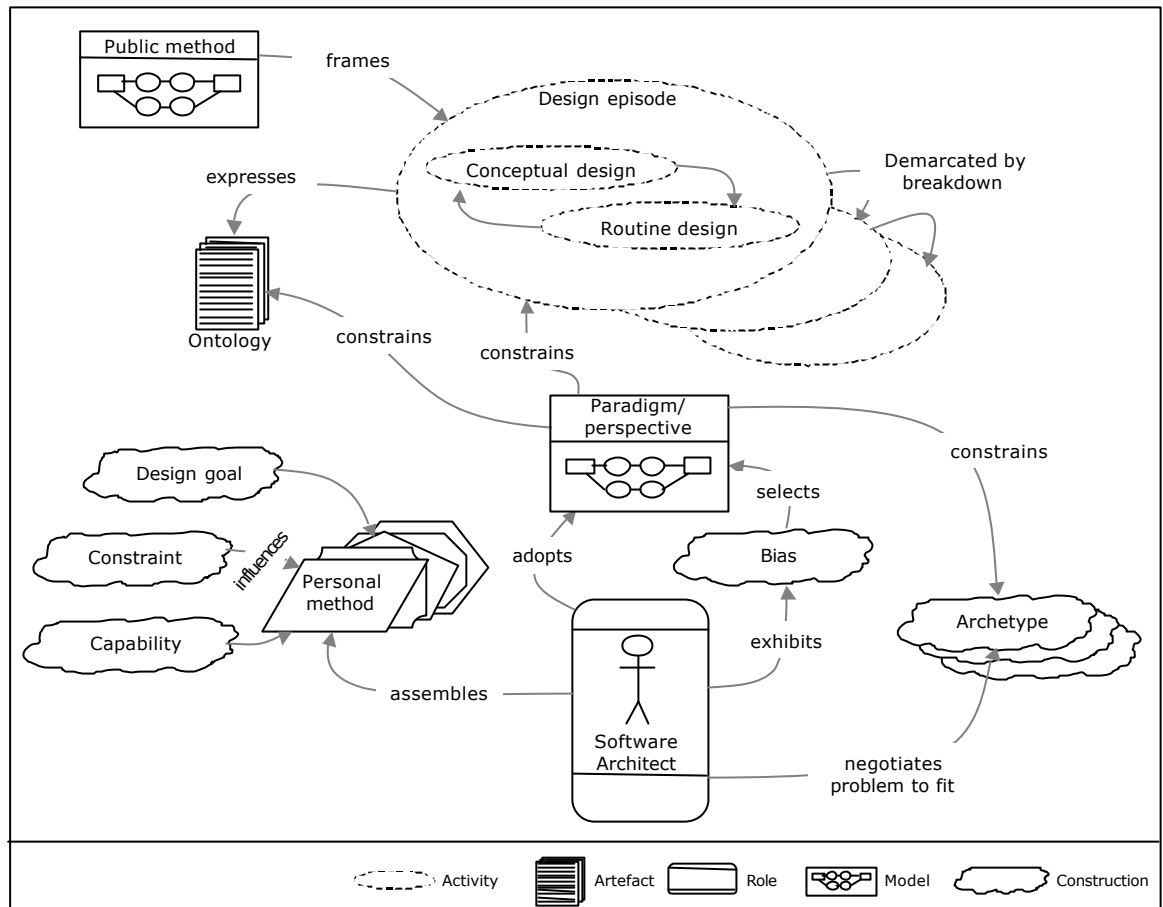 Public method
frames
Design episode
Conceptual design
Demarcated by
breakdown
expresses
Routine design
Ontology
constrains
constrains
Paradigm/
perspective
constrains
Design goal
selects
Constraint
influences
adopts
Bias
Personal
method
Archetype
Capability
exhibits
assembles
Software
Architect
negotiates
problem to fit
Activity
Artefact
Role
Model
Construction